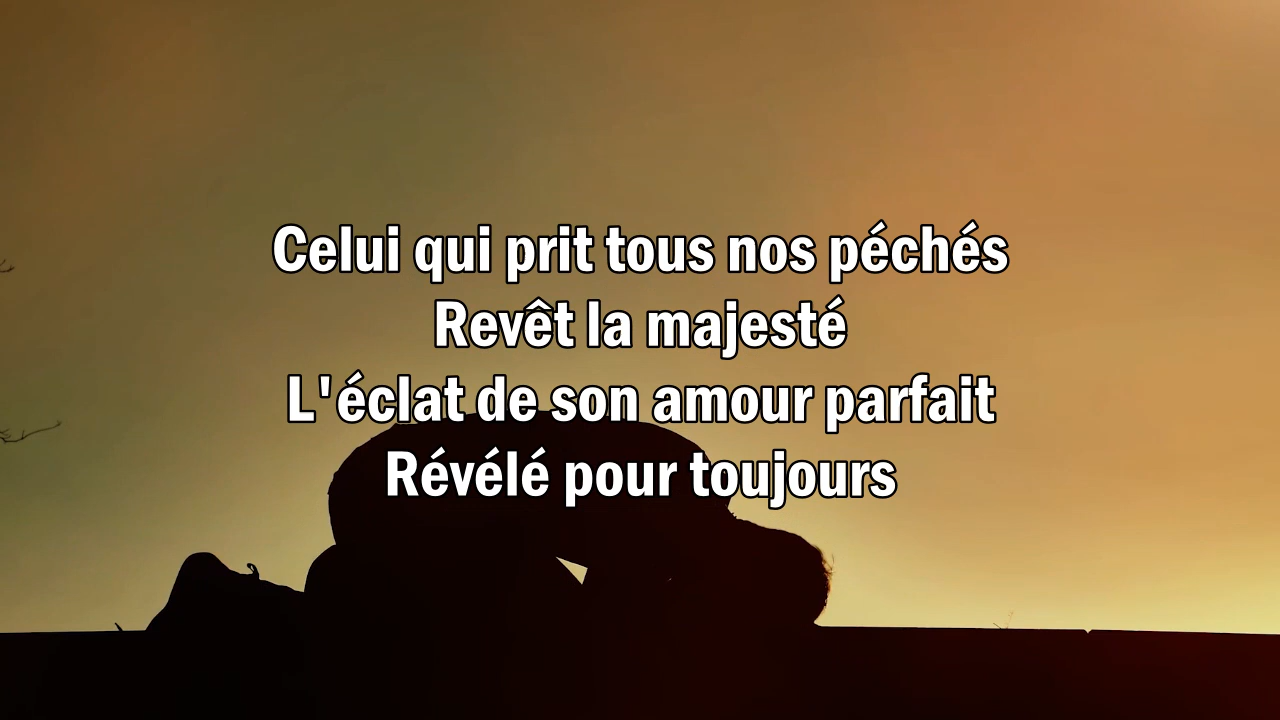 Celui qui prit tous nos péchés
Revêt la majesté
L'éclat de son amour parfait
Révélé pour toujours